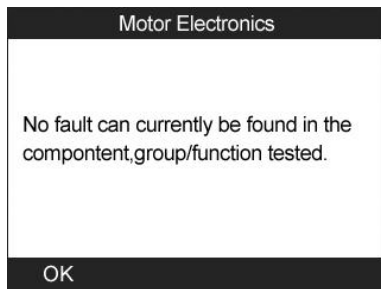 Motor Electronics
No fault can currently be found in the
compontent,group/function tested.
OK